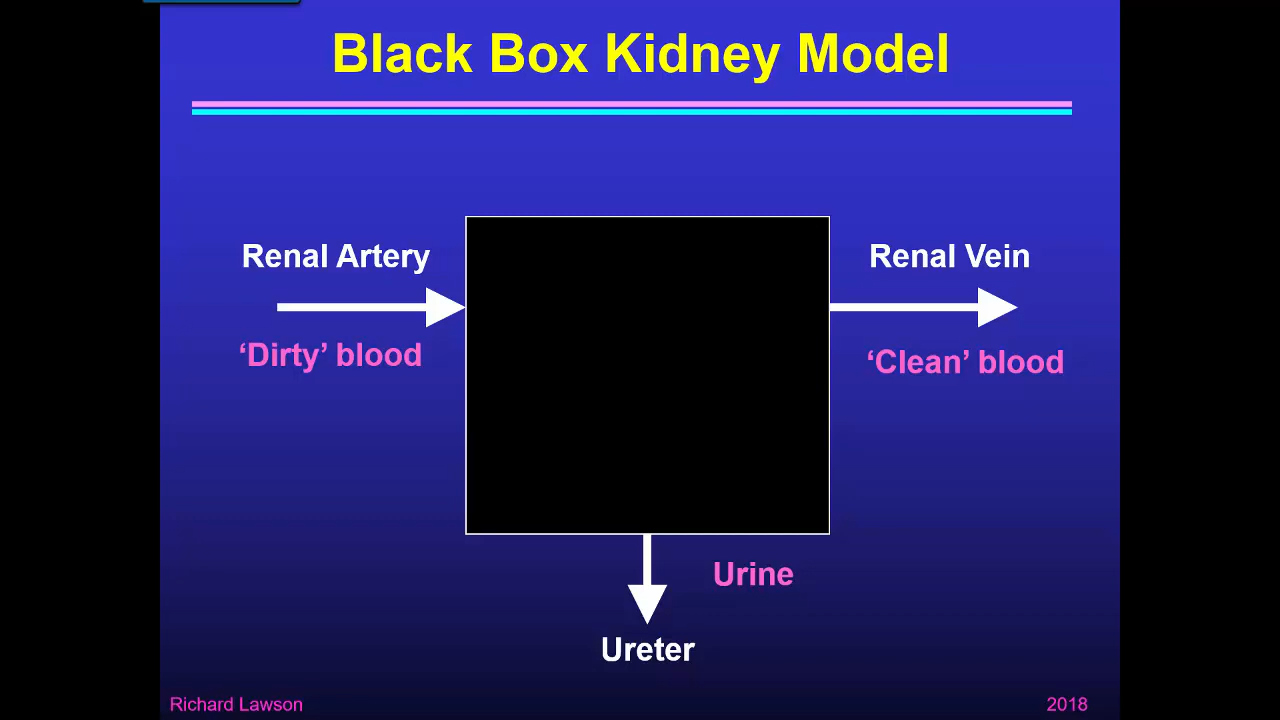 Black Box Kidney Model
Renal Artery
‘Dirty’ blood
Renal Vein
‘Clean’ blood
Urine
Ureter
Richard Lawson
2018